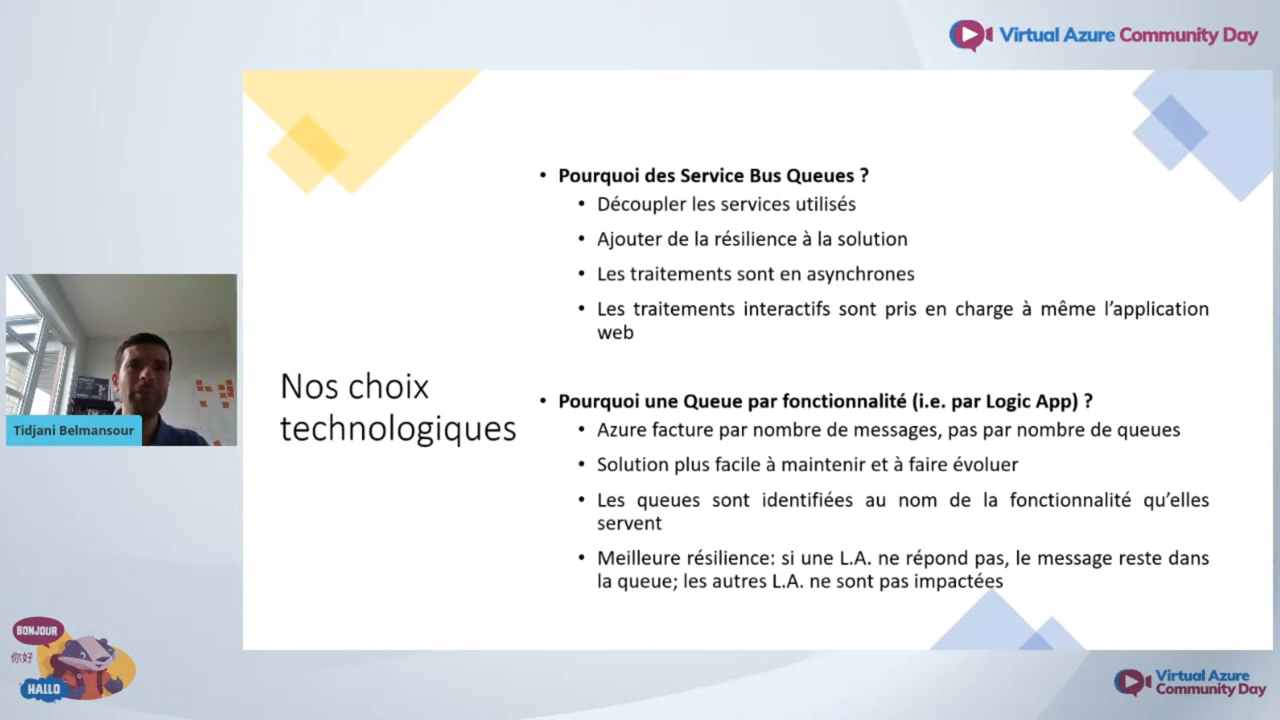 Virtual Azure Community Day
• Pourquoi des Service Bus Queues ?
• Découpler les services utilisés
• Ajouter de la résilience à la solution
• Les traitements sont en asynchrones
• Les traitements interactifs sont pris en charge à même l’application
web
Nos choix
technologiques
• Pourquoi une Queue par fonctionnalité (i.e. par Logic App) ?
• Azure facture par nombre de messages, pas par nombre de queues
• Solution plus facile à maintenir et à faire évoluer
• Les queues sont identifiées au nom de la fonctionnalité qu’elles
servent
• Meilleure résilience: si une L.A. ne répond pas, le message reste dans
la queue; les autres L.A. ne sont pas impactées
Tidjani Belmansour
BONJOUR
你好
HALLO
Virtual Azure
Community Day